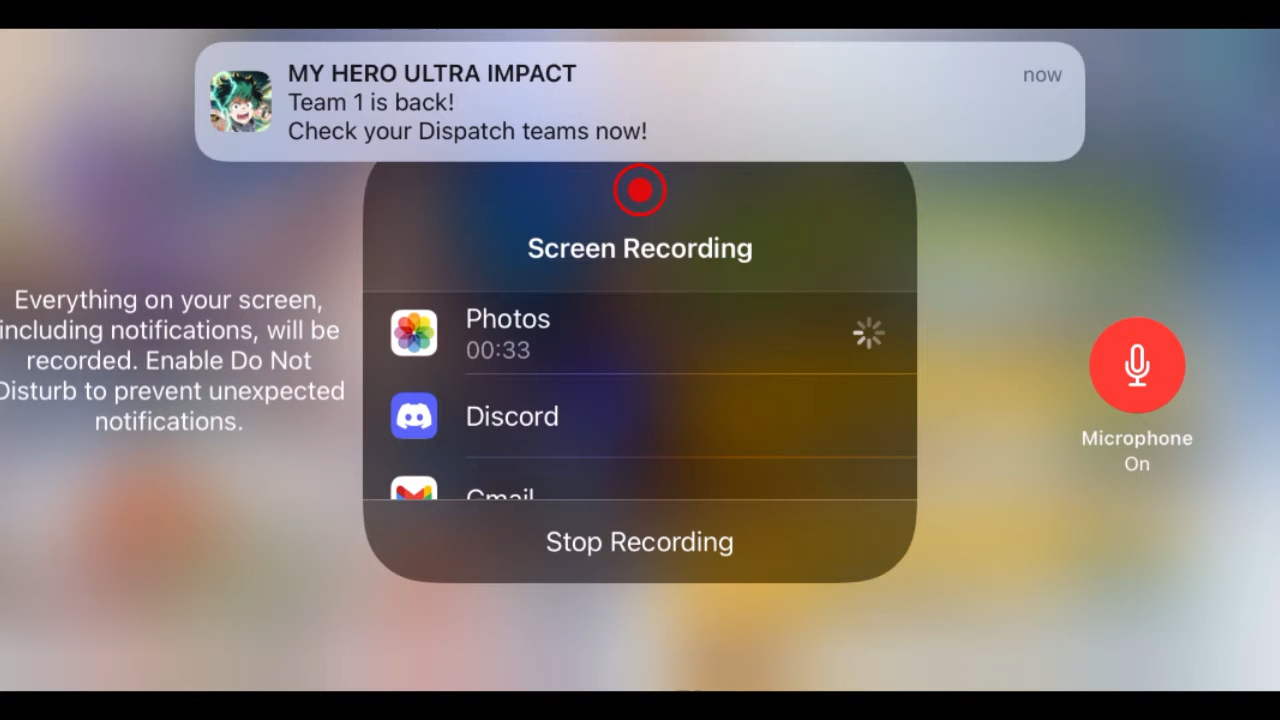 MY HERO ULTRA IMPACT
now
Team 1 is back!
Check your Dispatch teams now!
Screen Recording
Everything on your screen,
including notifications, will be
recorded. Enable Do Not
Disturb to prevent unexpected
notifications.
Photos
00:33
Discord
Gmail
Stop Recording
Microphone
On